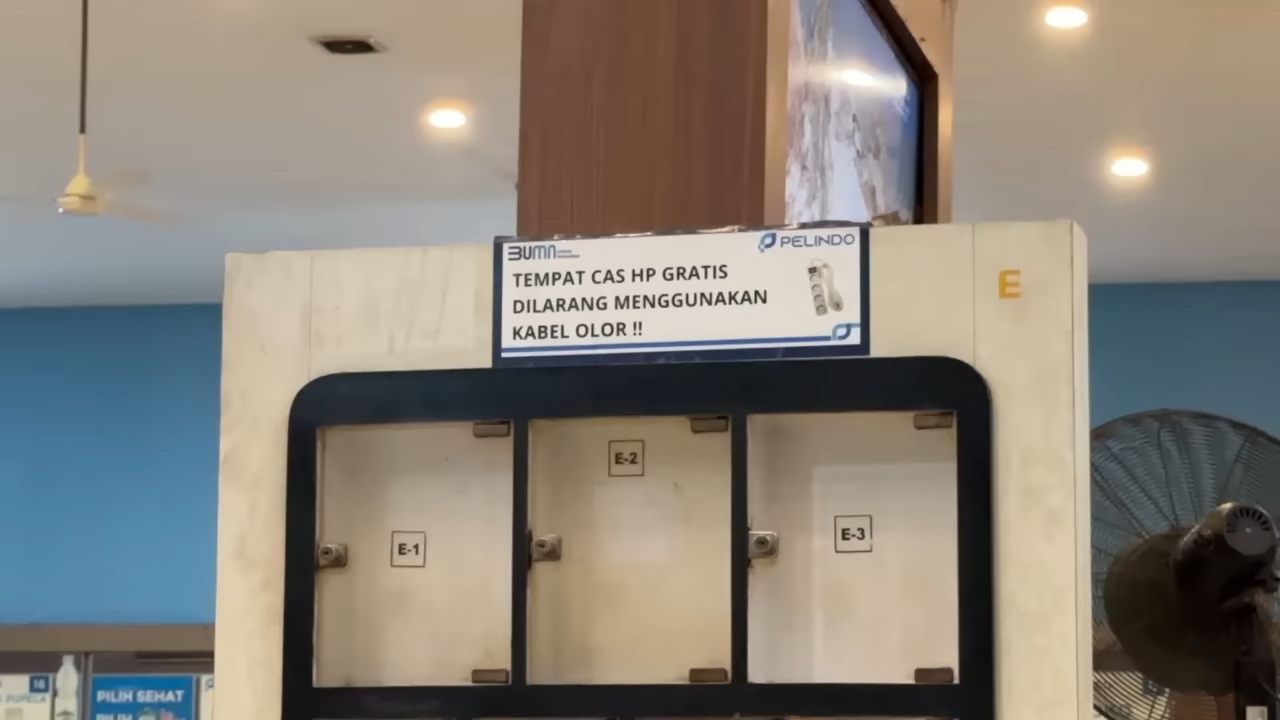 BUMN
PELINDO
TEMPAT CAS HP GRATIS
DILARANG MENGGUNAKAN
KABEL OLOR !!
E
E-1
E-2
E-3
PILIH SEHAT